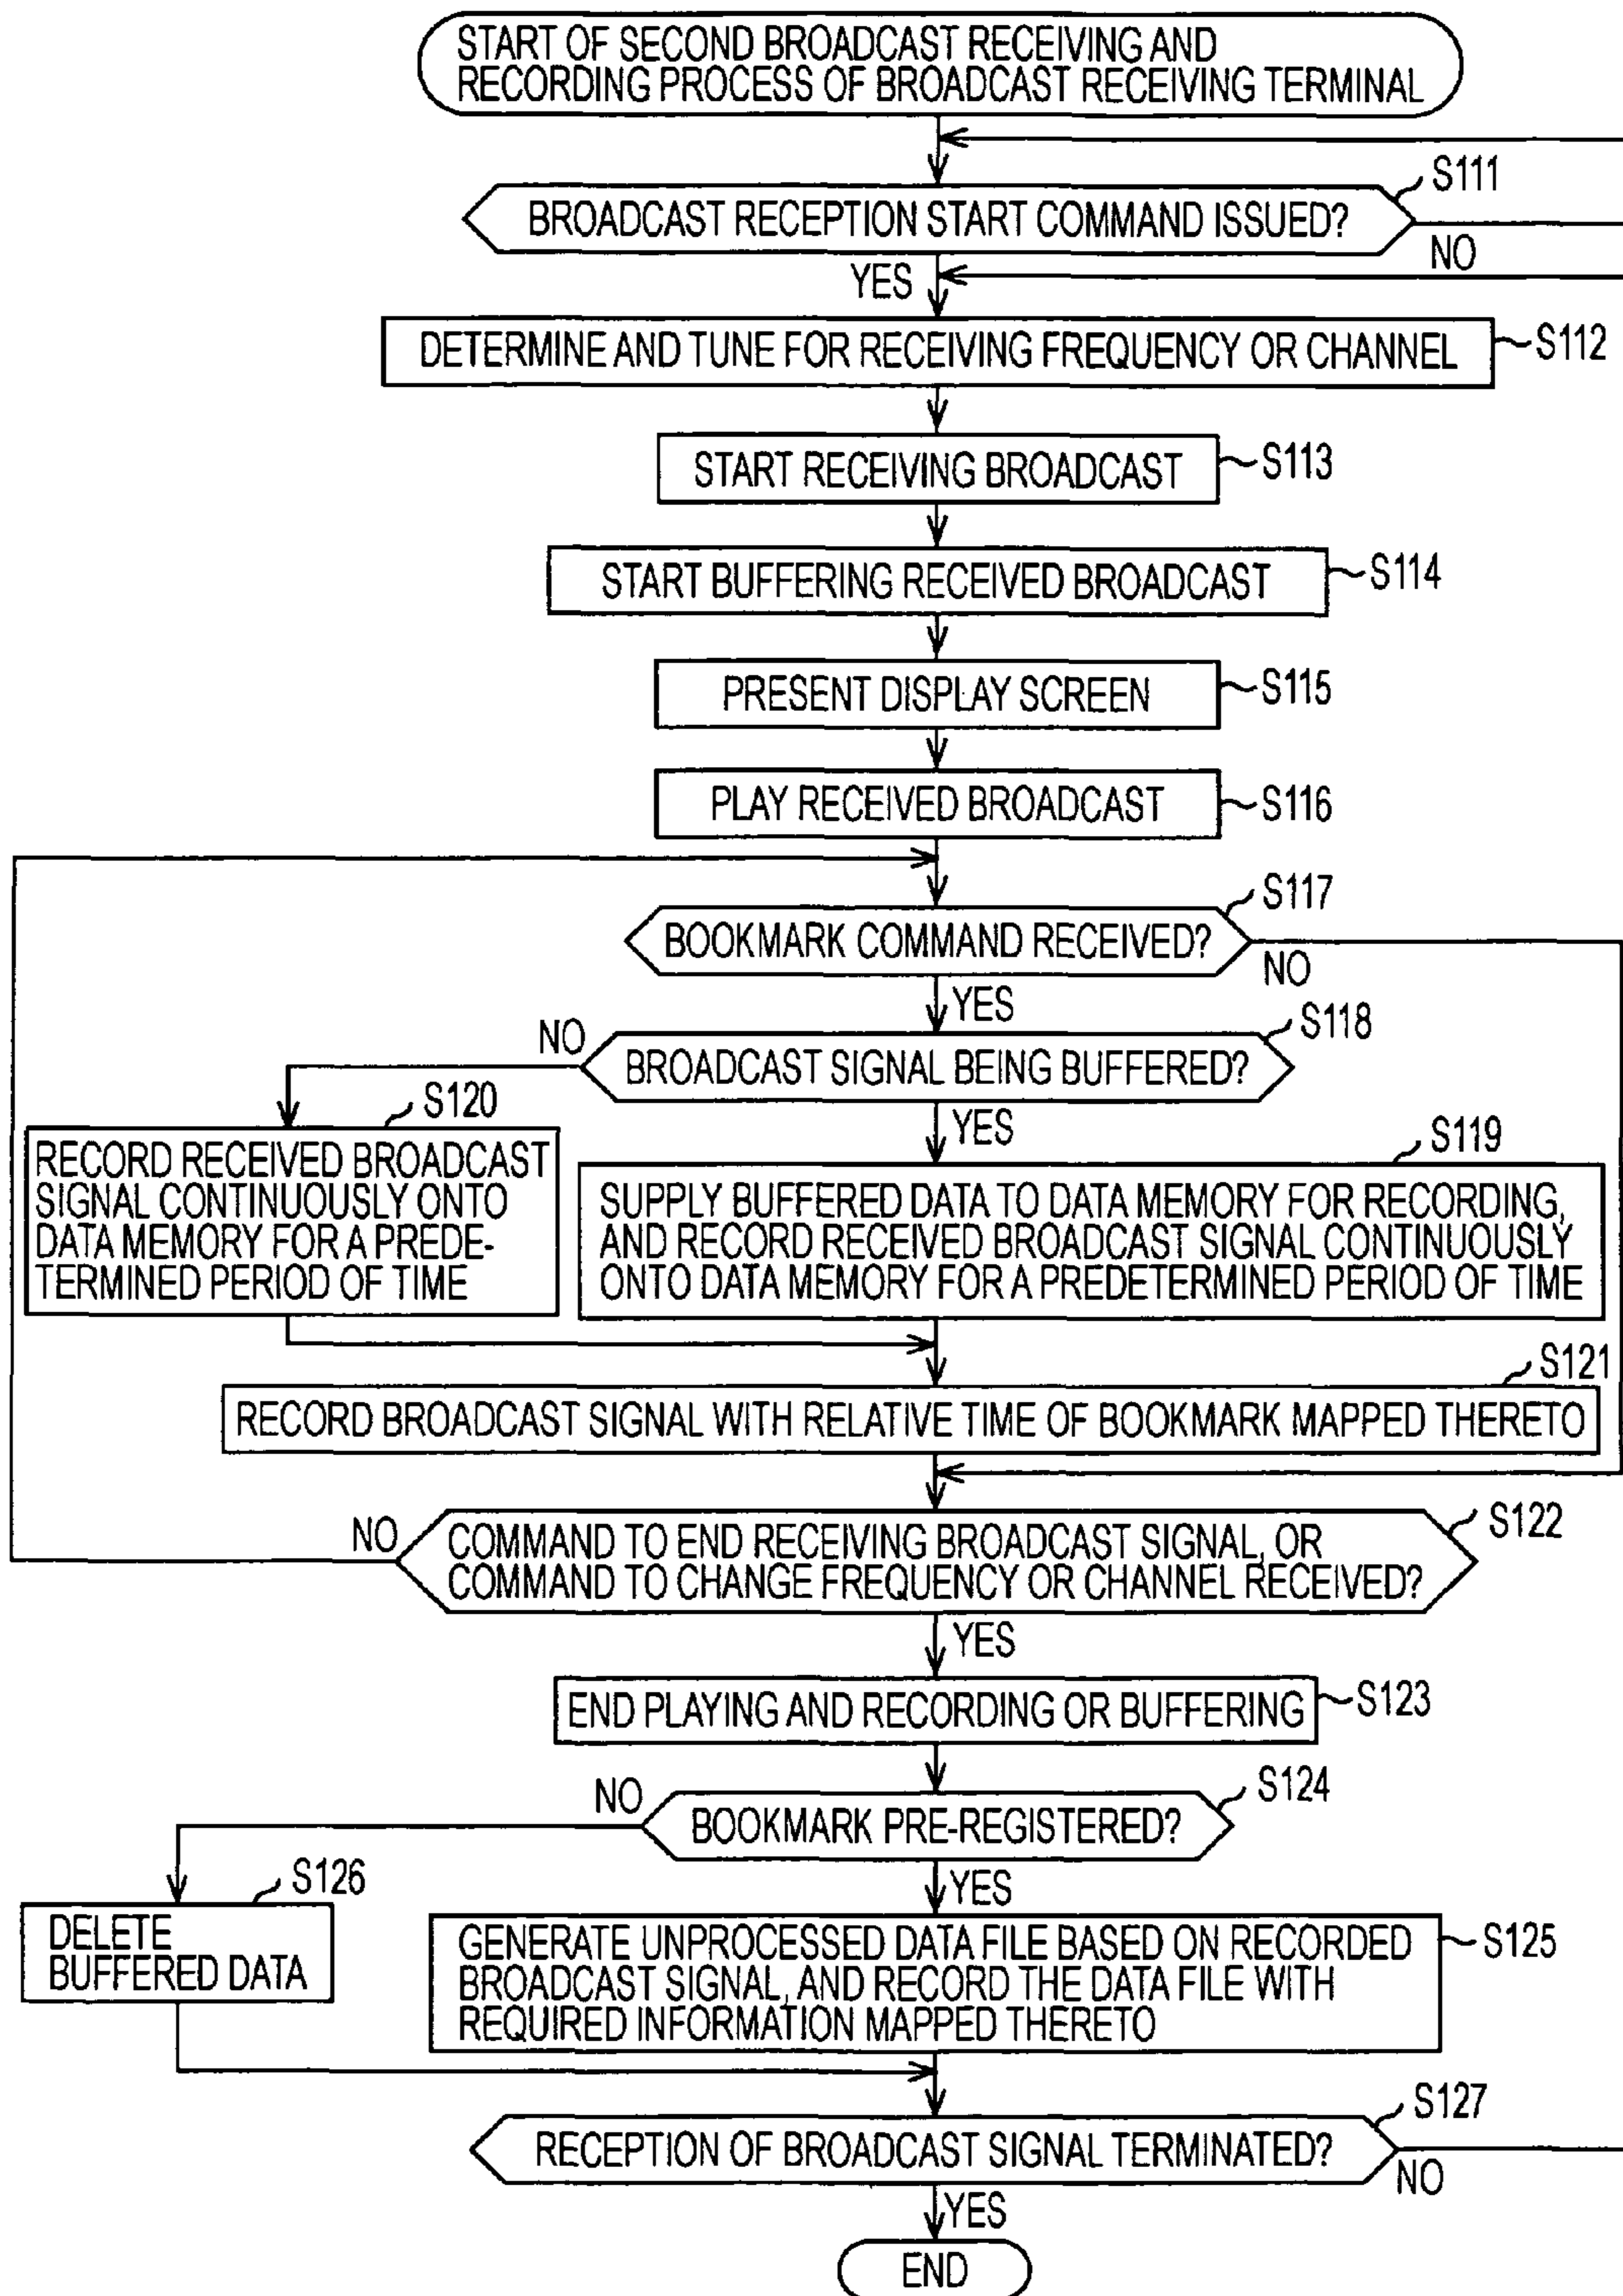 START OF SECOND BROADCAST RECEIVING AND
RECORDING PROCESS OF BROADCAST RECEIVING TERMINAL
S111
BROADCAST RECEPTION START COMMAND ISSUED?
NO
YES
DETERMINE AND TUNE FOR RECEIVING FREQUENCY OR CHANNEL
S112
START RECEIVING BROADCAST
S113
START BUFFERING RECEIVED BROADCAST
S114
PRESENT DISPLAY SCREEN
S115
PLAY RECEIVED BROADCAST
S116
S117
BOOKMARK COMMAND RECEIVED?
NO
YES
S118
NO
BROADCAST SIGNAL BEING BUFFERED?
YES
S120
RECORD RECEIVED BROADCAST
SIGNAL CONTINUOUSLY ONTO
DATA MEMORY FOR A PREDE-
TERMINED PERIOD OF TIME
S119
SUPPLY BUFFERED DATA TO DATA MEMORY FOR RECORDING,
AND RECORD RECEIVED BROADCAST SIGNAL CONTINUOUSLY
ONTO DATA MEMORY FOR A PREDETERMINED PERIOD OF TIME
S121
RECORD BROADCAST SIGNAL WITH RELATIVE TIME OF BOOKMARK MAPPED THERETO
S122
NO
COMMAND TO END RECEIVING BROADCAST SIGNAL, OR
COMMAND TO CHANGE FREQUENCY OR CHANNEL RECEIVED?
YES
END PLAYING AND RECORDING OR BUFFERING
S123
S124
NO
BOOKMARK PRE-REGISTERED?
YES
S126
DELETE
BUFFERED DATA
GENERATE UNPROCESSED DATA FILE BASED ON RECORDED
BROADCAST SIGNAL, AND RECORD THE DATA FILE WITH
REQUIRED INFORMATION MAPPED THERETO
S125
S127
RECEPTION OF BROADCAST SIGNAL TERMINATED?
NO
YES
END